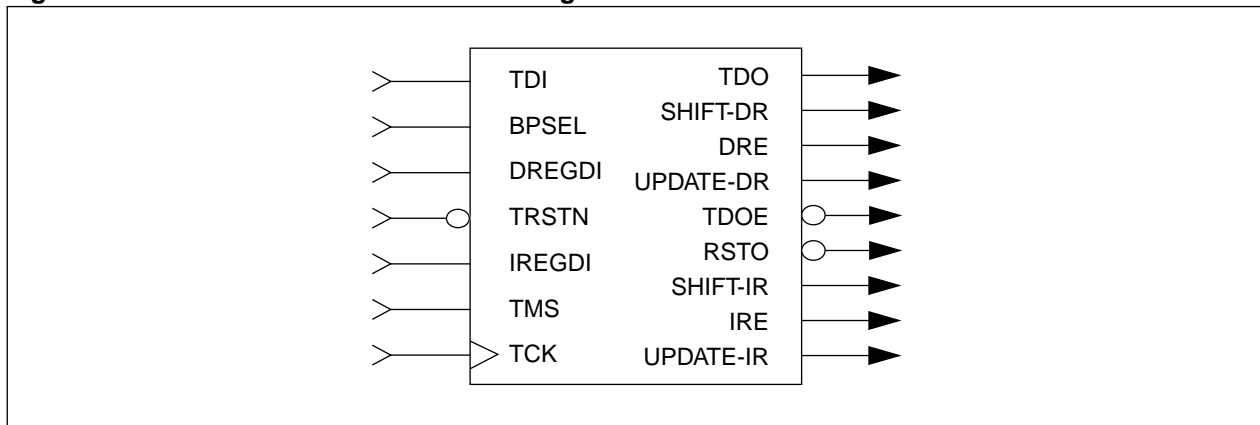 TDI
BPSEL
DREGDI
TRSTN
IREGDI
TMS
TCK
TDO
SHIFT-DR
DRE
UPDATE-DR
TDOE
RSTO
SHIFT-IR
IRE
UPDATE-IR